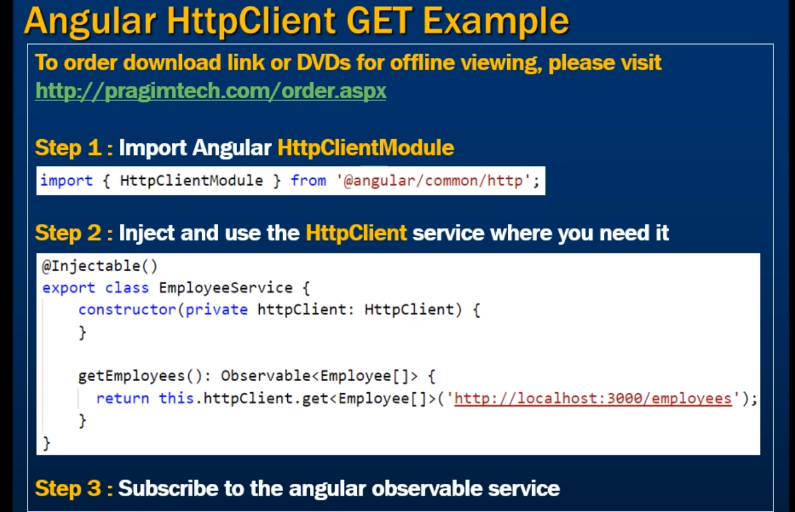 Angular HttpClient GET Example
To order download link or DVDs for offline viewing, please visit
http://pragimtech.com/order.aspx
Step 1 : Import Angular HttpClientModule
import { HttpClientModule } from '@angular/common/http';
Step 2 : Inject and use the HttpClient service where you need it
@Injectable()
export class EmployeeService {
constructor(private httpClient: HttpClient) {
}
getEmployees(): Observable<Employee[]> {
return this.httpClient.get<Employee[]>('http://localhost:3000/employees');
}
}
Step 3 : Subscribe to the angular observable service